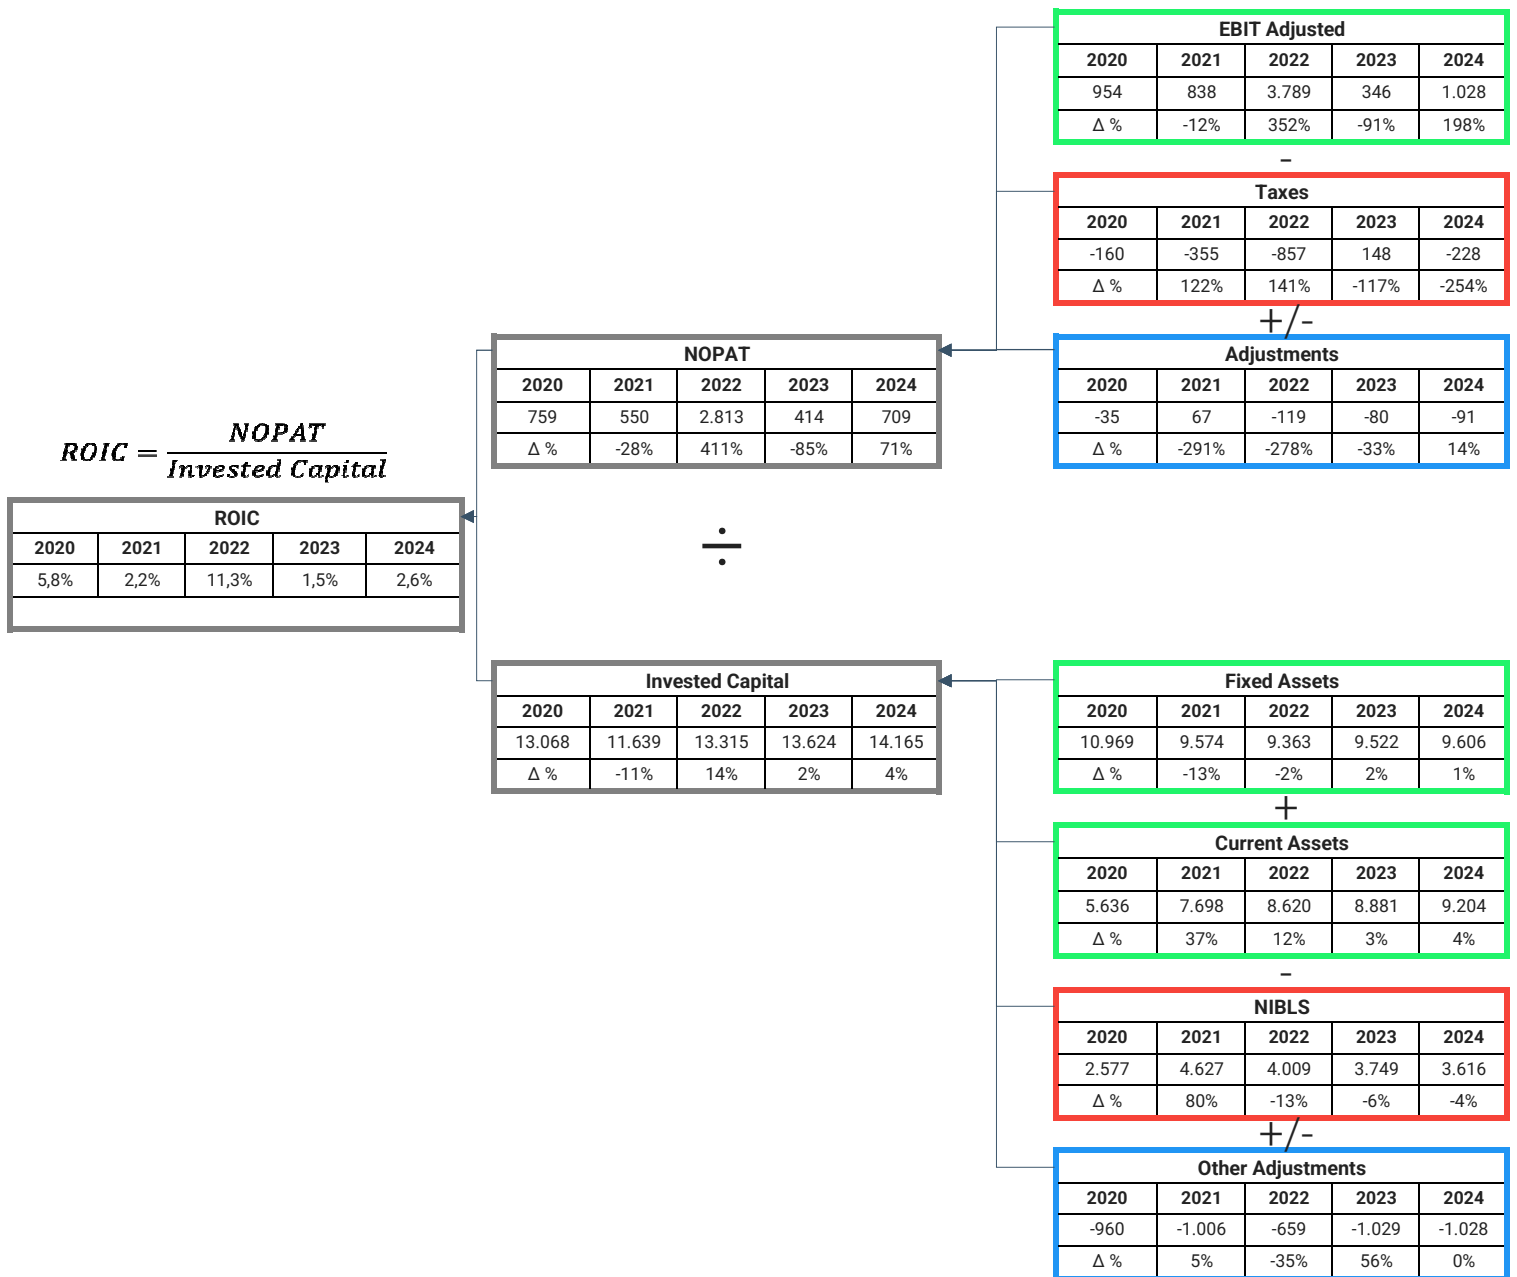 EBIT Adjusted
2020 2021 2022 2023 2024
954 838 3.789 346 1.028
Δ % -12% 352% -91% 198%
-
Taxes
2020 2021 2022 2023 2024
-160 -355 -857 148 -228
Δ % 122% 141% -117% -254%
+/-
NOPAT
2020 2021 2022 2023 2024
759 550 2.813 414 709
Δ % -28% 411% -85% 71%
Adjustments
2020 2021 2022 2023 2024
-35 67 -119 -80 -91
Δ % -291% -278% -33% 14%
ROIC = NOPAT / Invested Capital
ROIC
2020 2021 2022 2023 2024
5,8% 2,2% 11,3% 1,5% 2,6%
÷
Invested Capital
2020 2021 2022 2023 2024
13.068 11.639 13.315 13.624 14.165
Δ % -11% 14% 2% 4%
Fixed Assets
2020 2021 2022 2023 2024
10.969 9.574 9.363 9.522 9.606
Δ % -13% -2% 2% 1%
+
Current Assets
2020 2021 2022 2023 2024
5.636 7.698 8.620 8.881 9.204
Δ % 37% 12% 3% 4%
-
NIBLS
2020 2021 2022 2023 2024
2.577 4.627 4.009 3.749 3.616
Δ % 80% -13% -6% -4%
+/-
Other Adjustments
2020 2021 2022 2023 2024
-960 -1.006 -659 -1.029 -1.028
Δ % 5% -35% 56% 0%